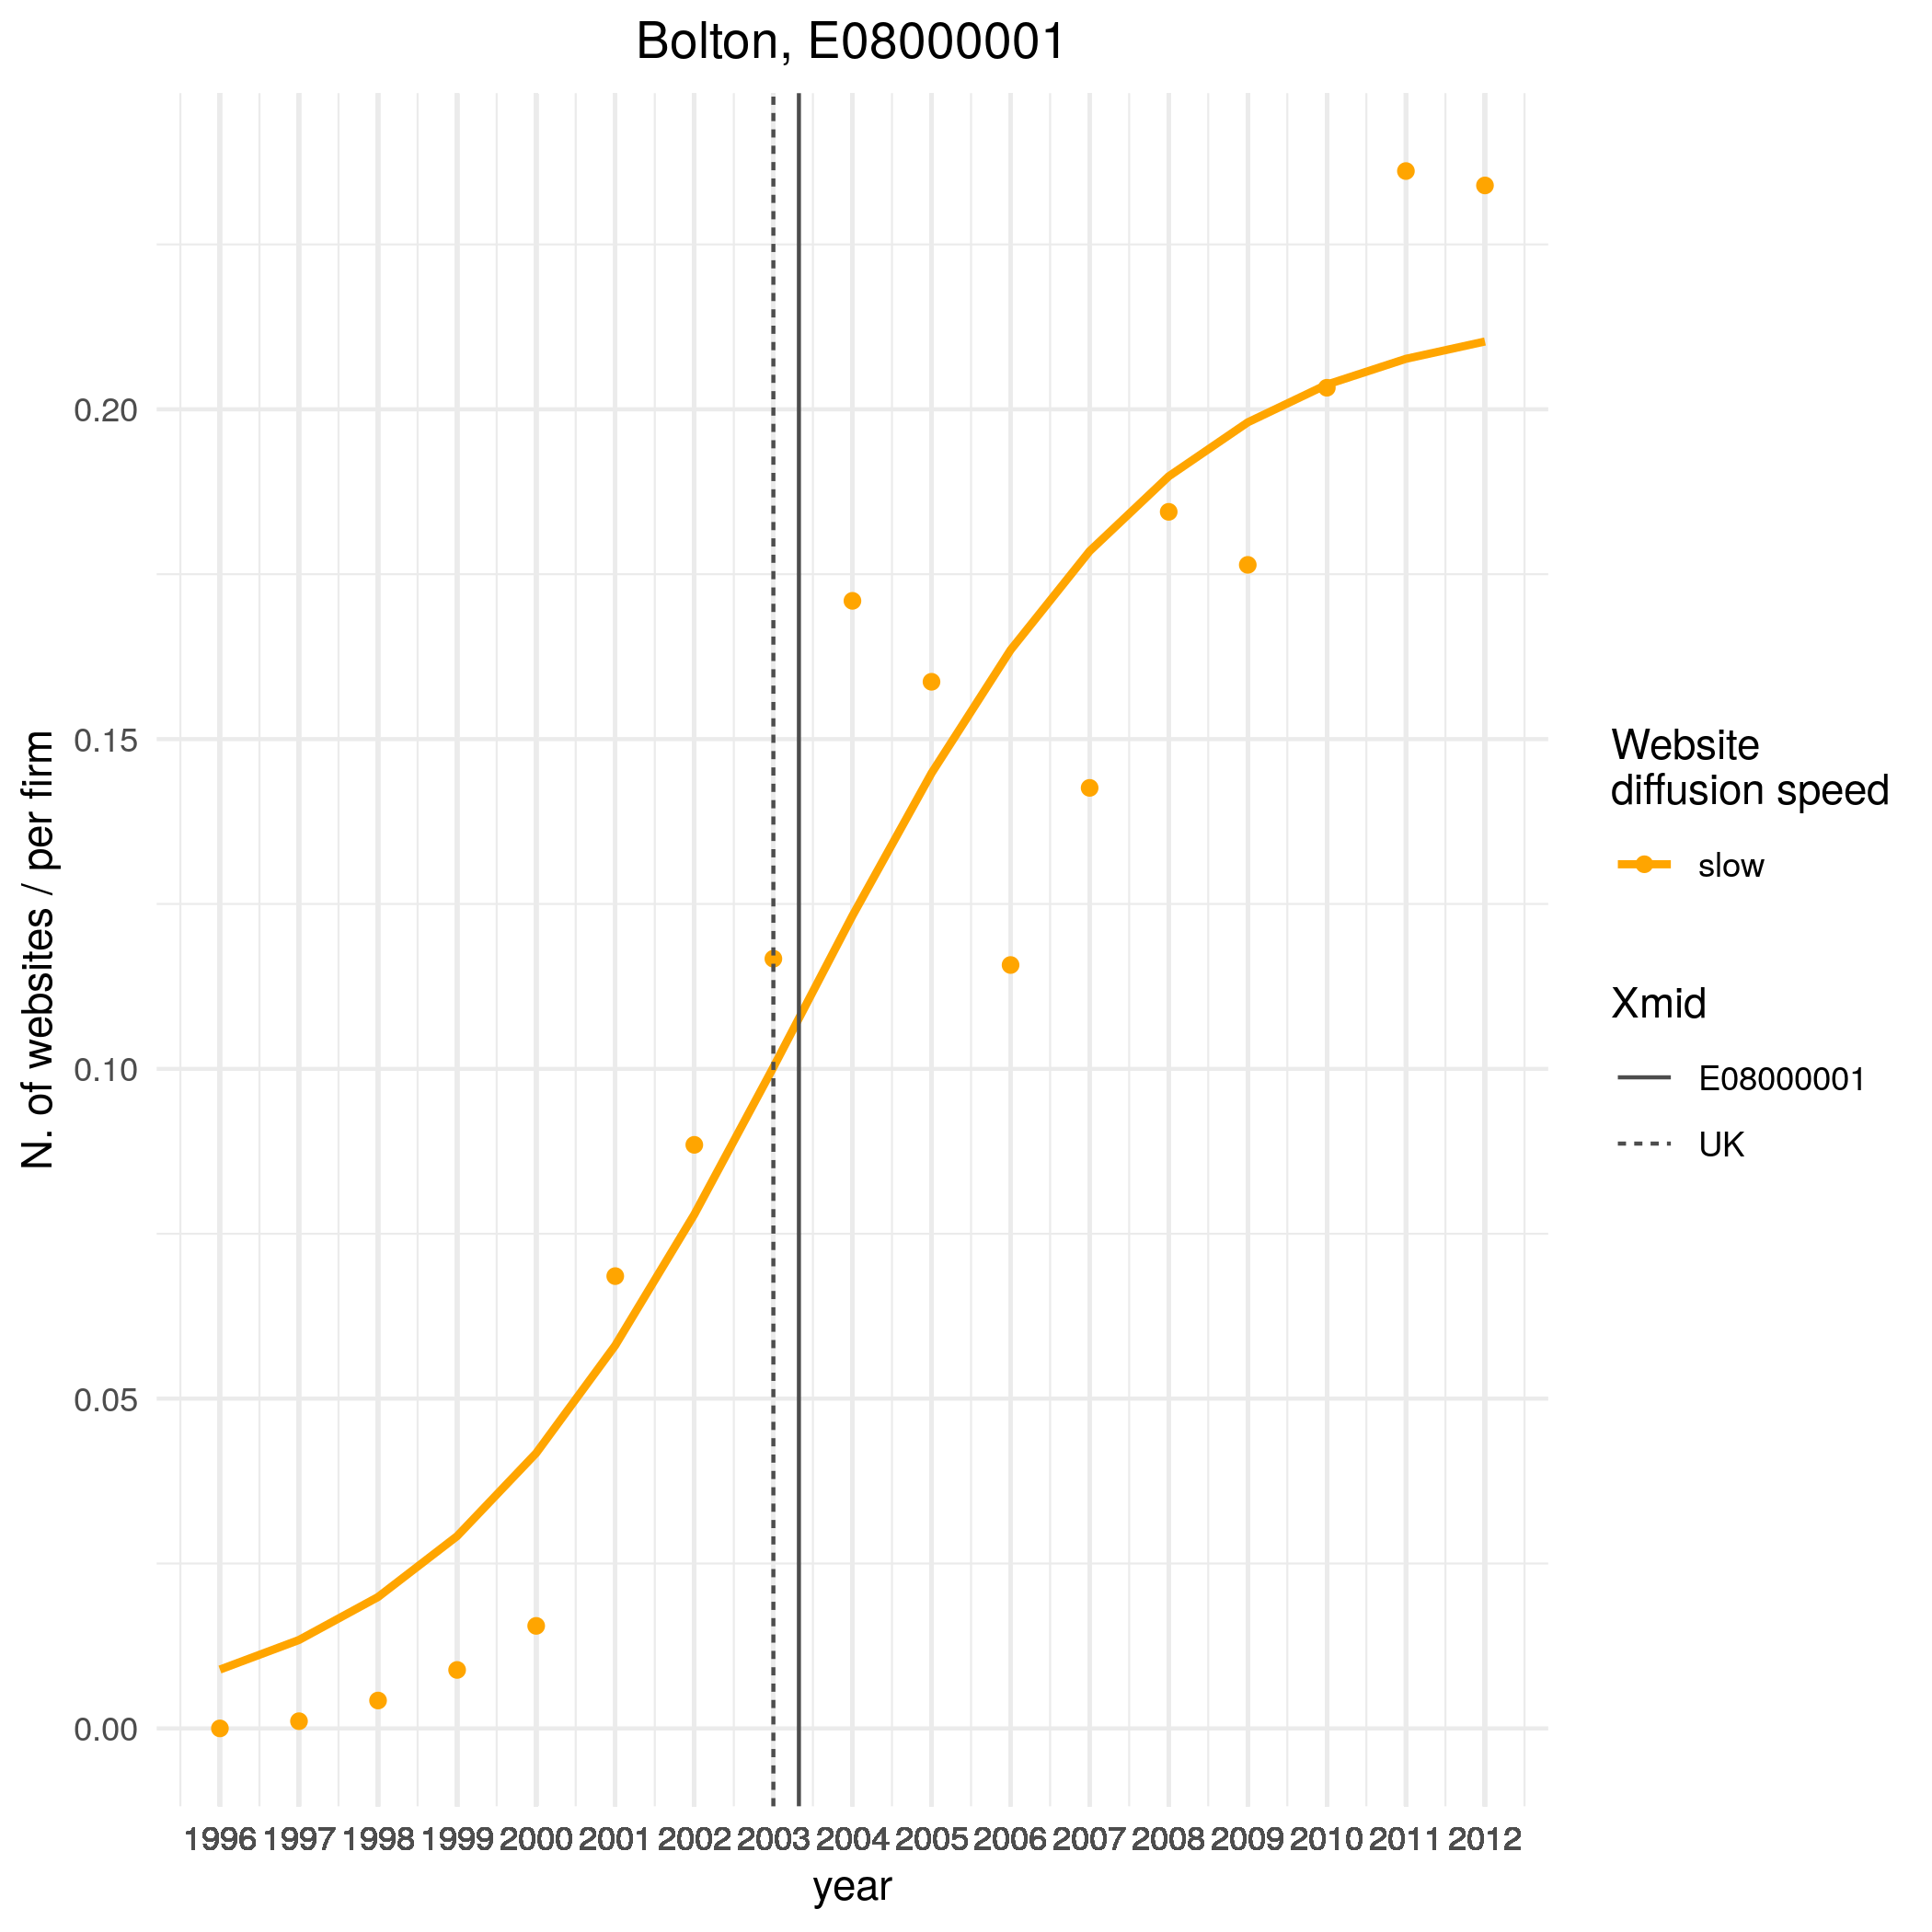 Bolton, E08000001
N. of websites / per firm
0.20
0.15
0.10
0.05
0.00
1996 1997 1998 1999 2000 2001 2002 2003 2004 2005 2006 2007 2008 2009 2010 2011 2012
year
Website
diffusion speed
slow
Xmid
E08000001
UK